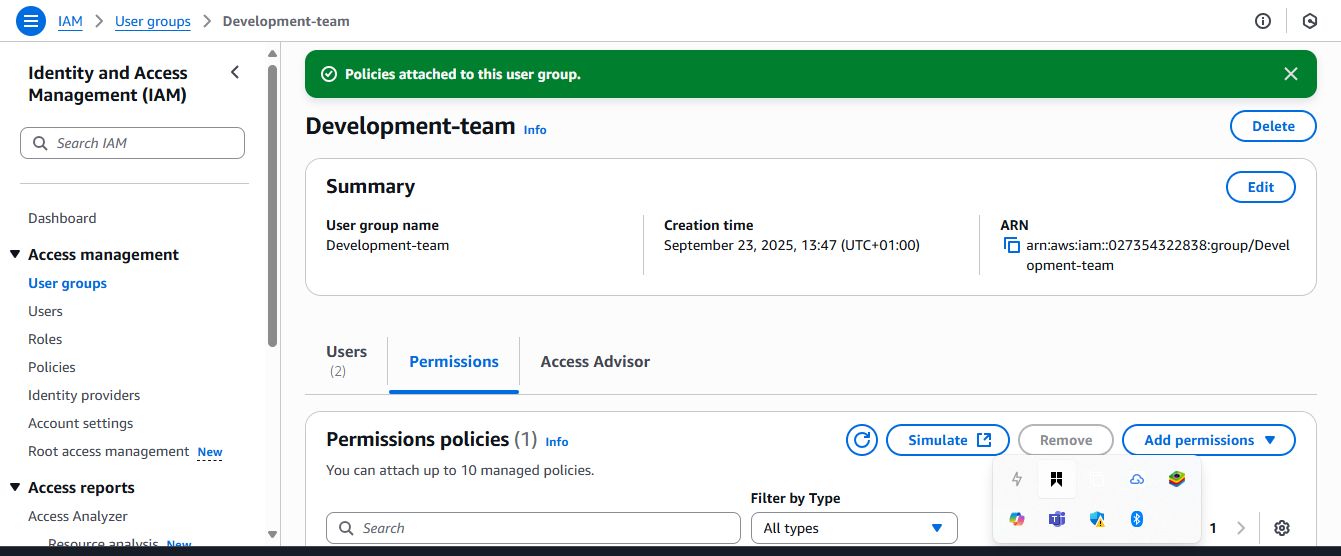 IAM > User groups > Development-team
Identity and Access
Management (IAM)
Search IAM
Dashboard
Access management
User groups
Users
Roles
Policies
Identity providers
Account settings
Root access management New
Access reports
Access Analyzer
Resource analysis New
Policies attached to this user group.
Development-team Info
Delete
Summary
Edit
User group name
Development-team
Creation time
September 23, 2025, 13:47 (UTC+01:00)
ARN
arn:aws:iam::027354322838:group/Devel
opment-team
Users
(2)
Permissions
Access Advisor
Permissions policies (1) Info
Simulate
Remove
Add permissions
You can attach up to 10 managed policies.
Filter by Type
Search
All types
1